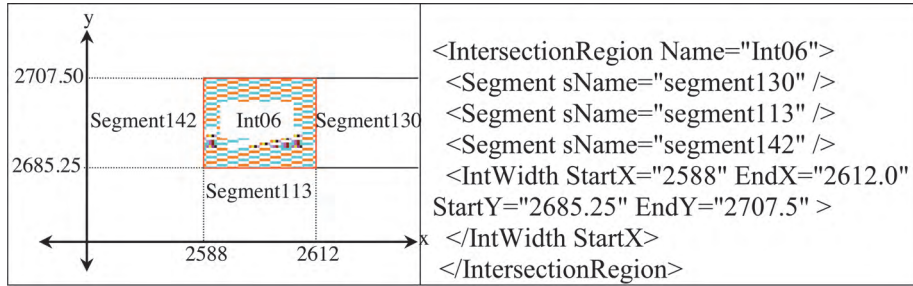 y
2707.50
Segment142
Int06
Segment130
2685.25
Segment113
x
2588
2612
<IntersectionRegion Name="Int06">
<Segment sName="segment130" />
<Segment sName="segment113" />
<Segment sName="segment142" />
<IntWidth StartX="2588" EndX="2612.0"
StartY="2685.25" EndY="2707.5" >
</IntWidth StartX>
</IntersectionRegion>